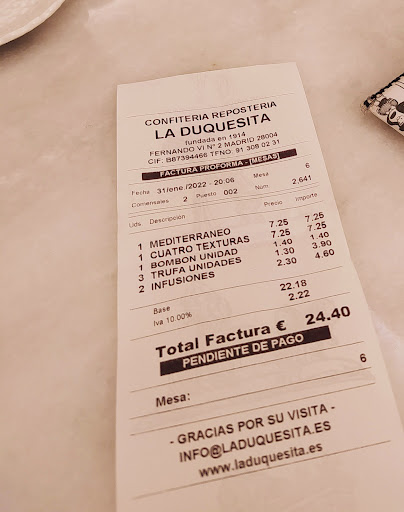 CONFITERIA REPOSTERIA
LA DUQUESITA
fundada en 1914
FERNANDO VI Nº 2 MADRID 28004
CIF: B87394466 TFNO: 91 308 02 31
FACTURA PROFORMA - [MESAS]
Fecha 31/ene./2022 - 20:06 Mesa 6
Comensales 2 Puesto 002 Num. 2,641
Uds Descripción Precio Importe
1 MEDITERRANEO 7.25 7.25
1 CUATRO TEXTURAS 7.25 7.25
1 BOMBON UNIDAD 1.40 1.40
3 TRUFA UNIDADES 1.30 3.90
2 INFUSIONES 2.30 4.60
Base 22.18
Iva 10.00% 2.22
Total Factura € 24.40
PENDIENTE DE PAGO
Mesa: 6
- GRACIAS POR SU VISITA -
INFO@LADUQUESITA.ES
www.laduquesita.es